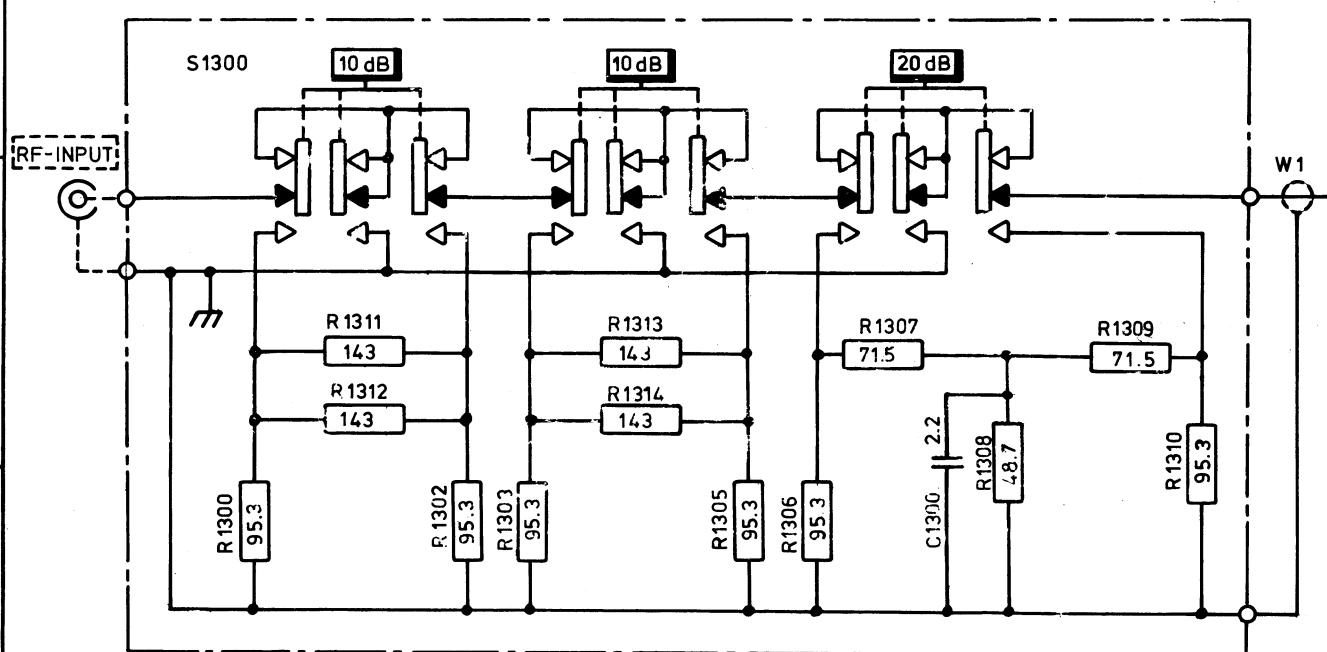 S1300
10 dB
10 dB
20 dB
RF-INPUT
W1
R1311
143
R1313
143
R1307
71.5
R1309
71.5
R1312
143
R1314
143
R1300
95.3
R1302
95.3
R1303
95.3
R1305
95.3
R1306
95.3
C1300
2.2
R1308
48.7
R1310
95.3